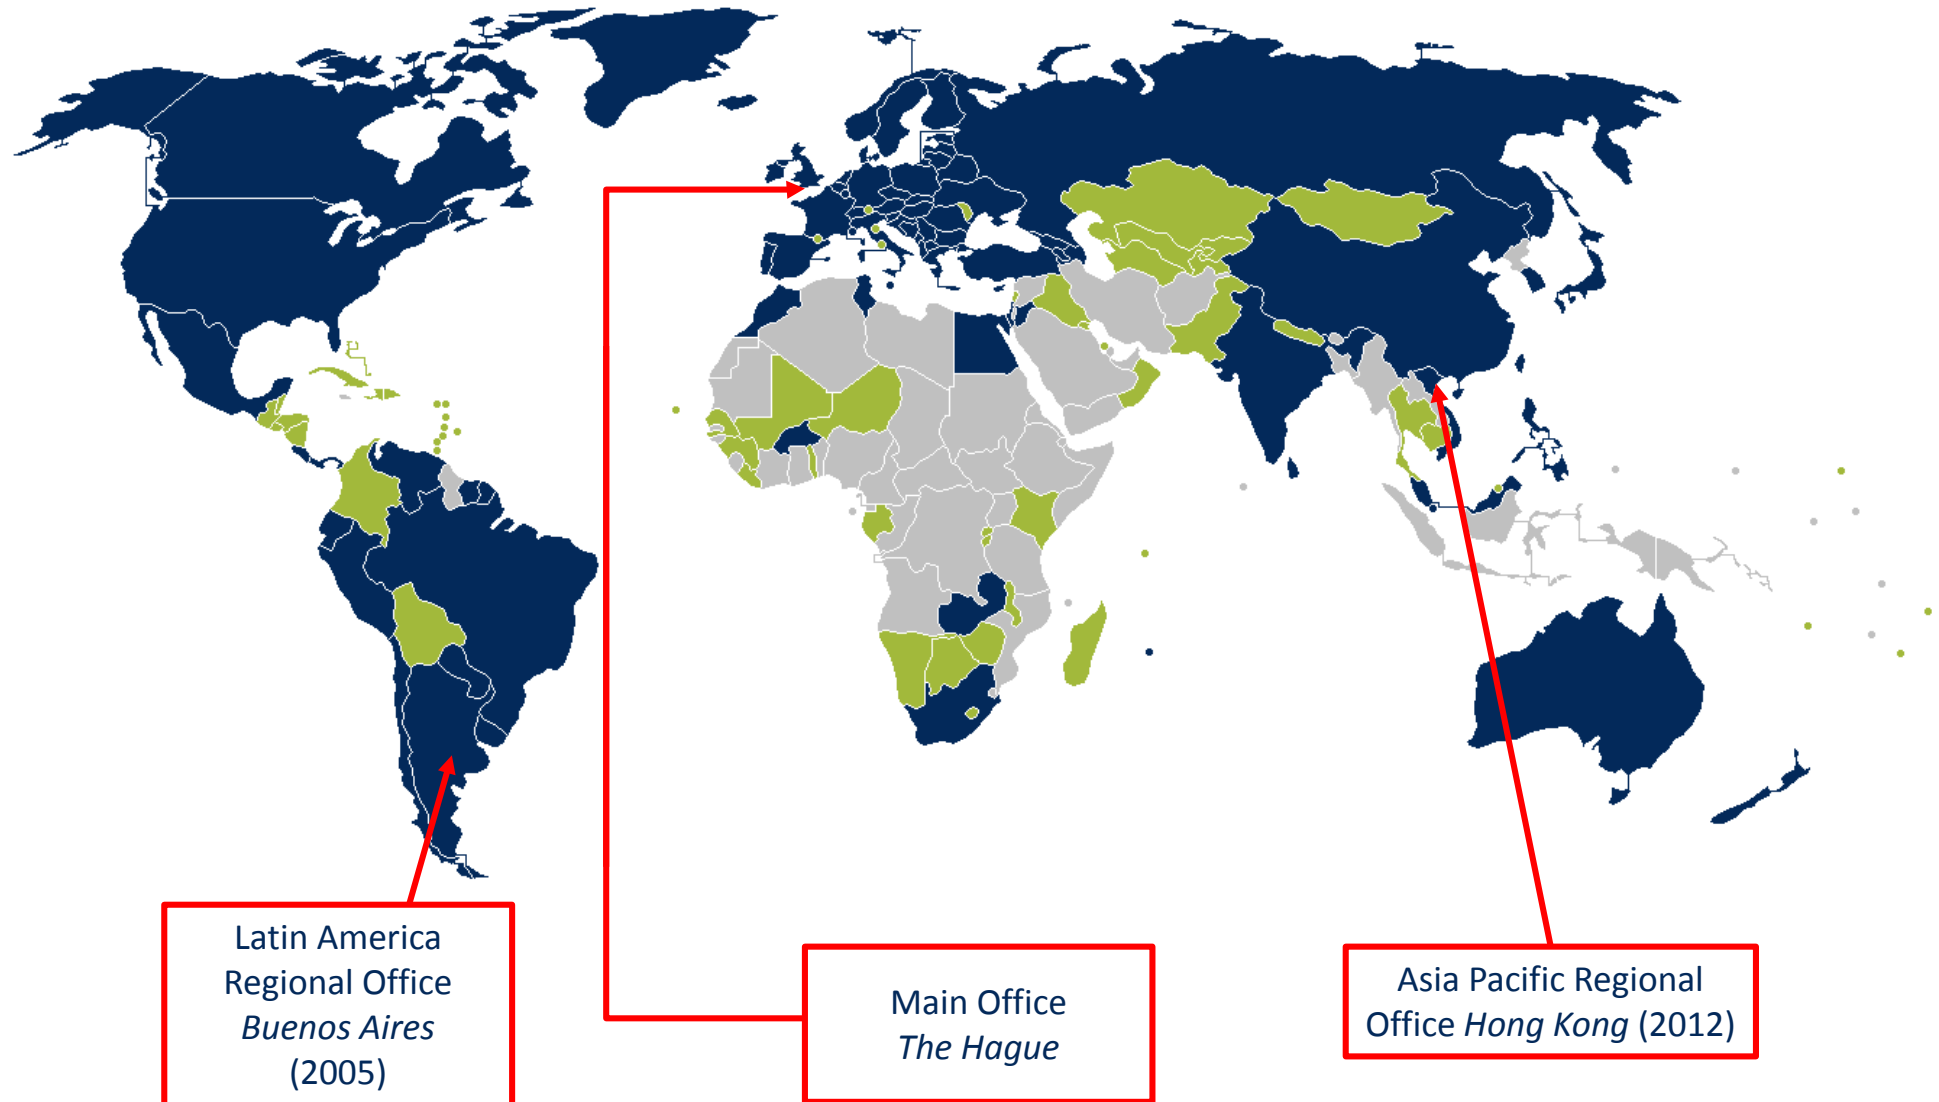 Latin America
Regional Office
Buenos Aires
(2005)
Main Office
The Hague
Asia Pacific Regional
Office Hong Kong (2012)